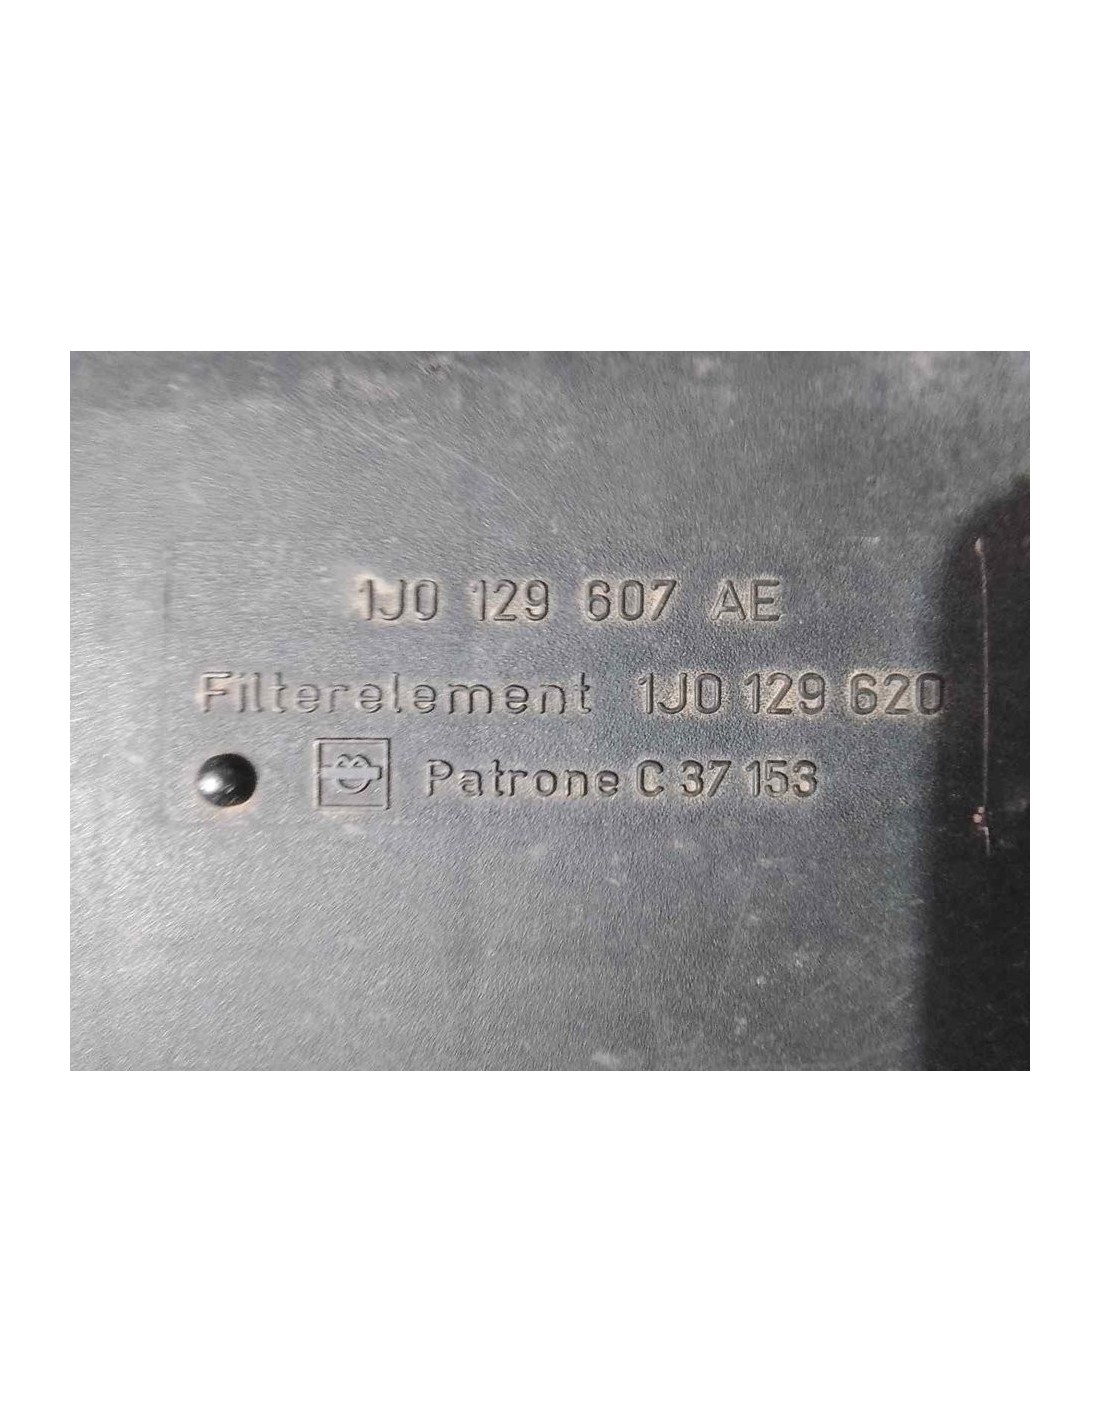 1J0 129 607 AE
Filterelement 1J0 129 620
Patrone C 37 153